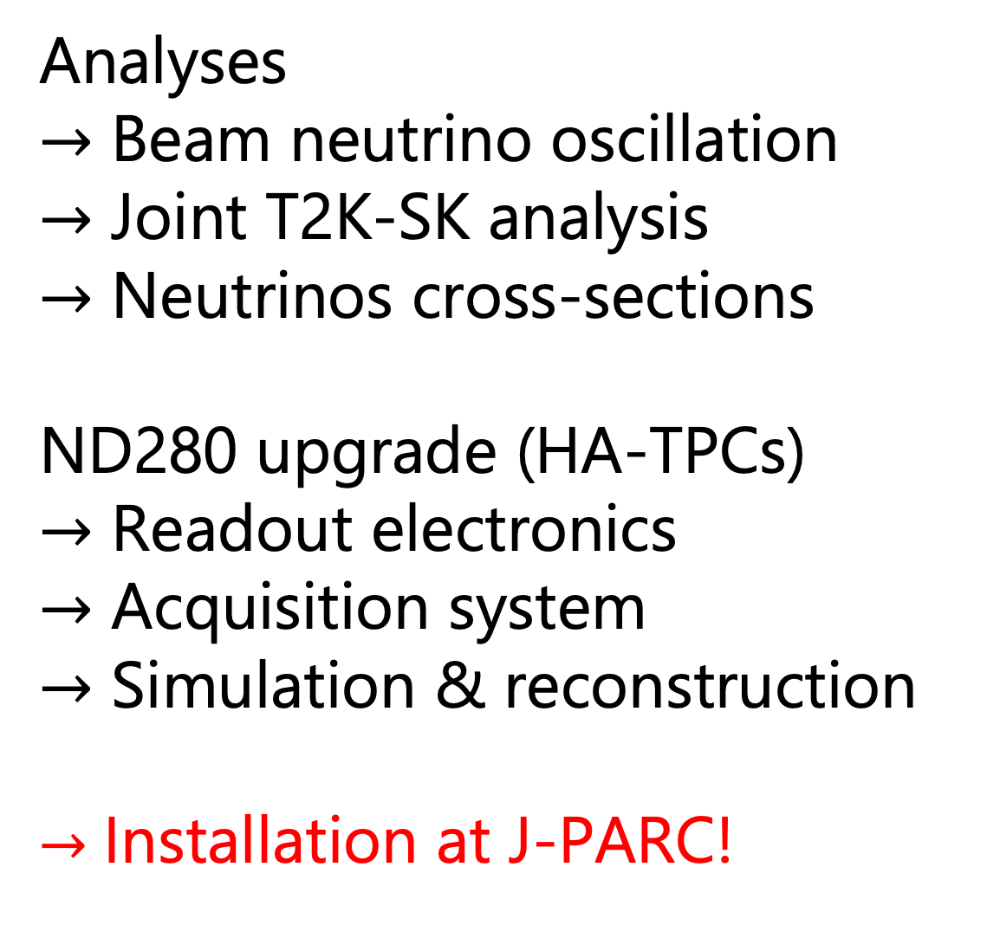 Analyses
→ Beam neutrino oscillation
→ Joint T2K-SK analysis
→ Neutrinos cross-sections
ND280 upgrade (HA-TPCs)
→ Readout electronics
→ Acquisition system
→ Simulation & reconstruction
→ Installation at J-PARC!